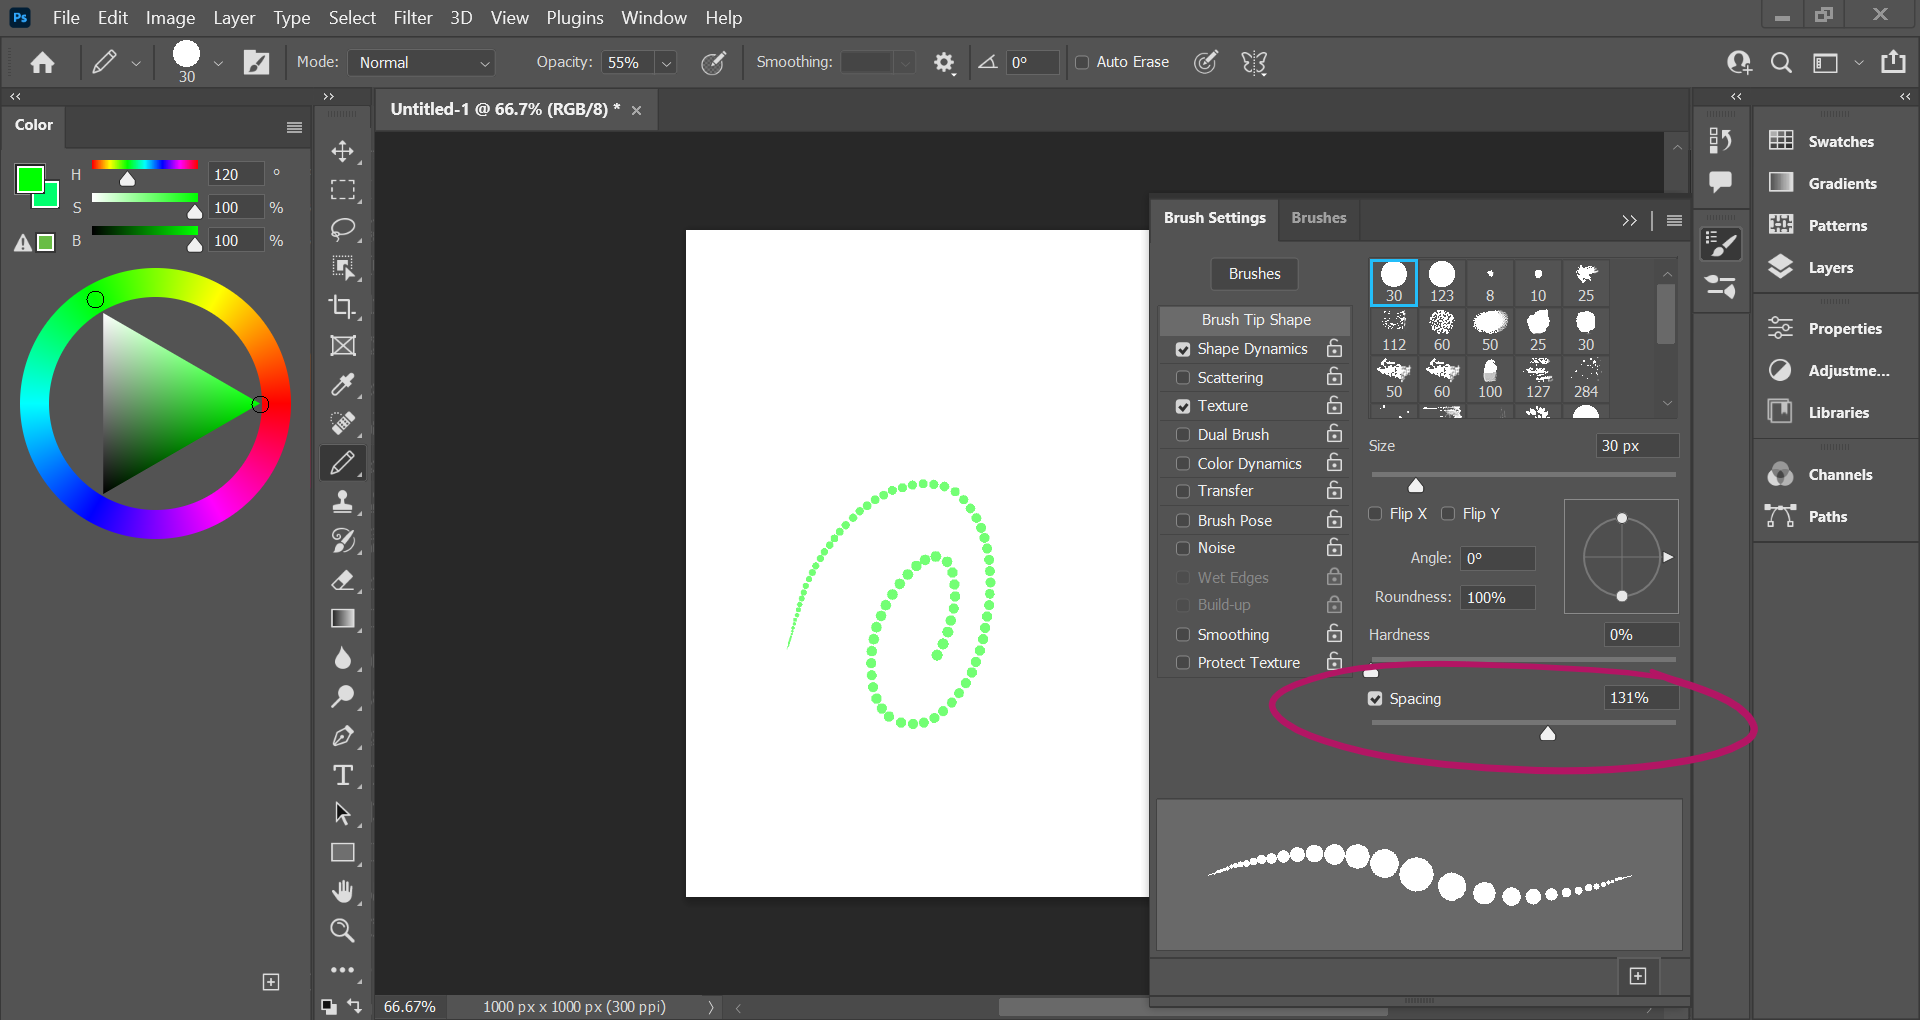 Ps File Edit Image Layer Type Select Filter 3D View Plugins Window Help
30 Mode: Normal Opacity: 55% Smoothing: 0° Auto Erase
Color
Untitled-1 @ 66.7% (RGB/8) *
H 120 °
S 100 %
B 100 %
Brush Settings Brushes
Brushes
Brush Tip Shape
Shape Dynamics
Scattering
Texture
Dual Brush
Color Dynamics
Transfer
Brush Pose
Noise
Wet Edges
Build-up
Smoothing
Protect Texture
30 123 8 10 25
112 60 50 25 30
50 60 100 127 284
Size 30 px
Flip X Flip Y
Angle: 0°
Roundness: 100%
Hardness 0%
Spacing 131%
Swatches
Gradients
Patterns
Layers
Properties
Adjustme...
Libraries
Channels
Paths
66.67% 1000 px x 1000 px (300 ppi)